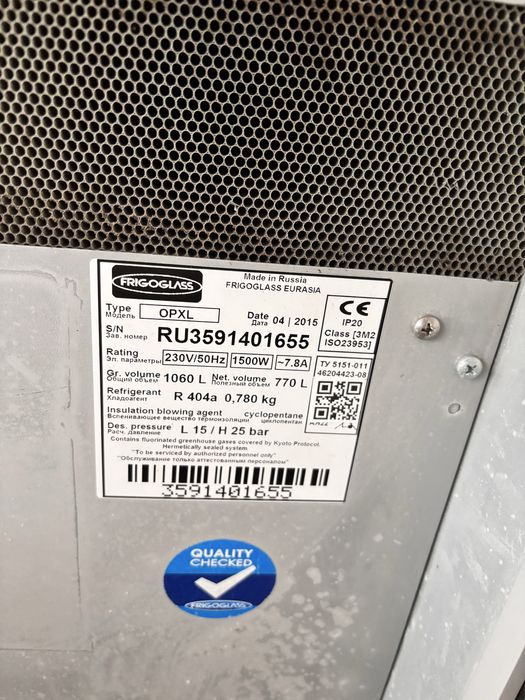 FRIGOGLASS
Made in Russia
FRIGOGLASS EURASIA
Type
Модель
OPXL
Date
Дата
04 | 2015
CE
IP20
Class [3M2
ISO23953]
S/N
Зав. номер
RU3591401655
Rating
Эл. параметры
230V/50Hz
1500W
~7.8A
ТУ 5151-011
46204423-08
Gr. volume
Общий объем
1060 L
Net. volume
Полезный объем
770 L
Refrigerant
Хладоагент
R 404a 0,780 kg
Insulation blowing agent cyclopentane
Вспенивающее вещество термоизоляции циклопентан
Des. pressure
Расч. давление
L 15 / H 25 bar
Contains fluorinated greenhouse gases covered by Kyoto Protocol.
Hermetically sealed system
"To be serviced by authorized personnel only"
"Обслуживание только аттестованным персоналом"
3591401655
QUALITY
CHECKED
FRIGOGLASS